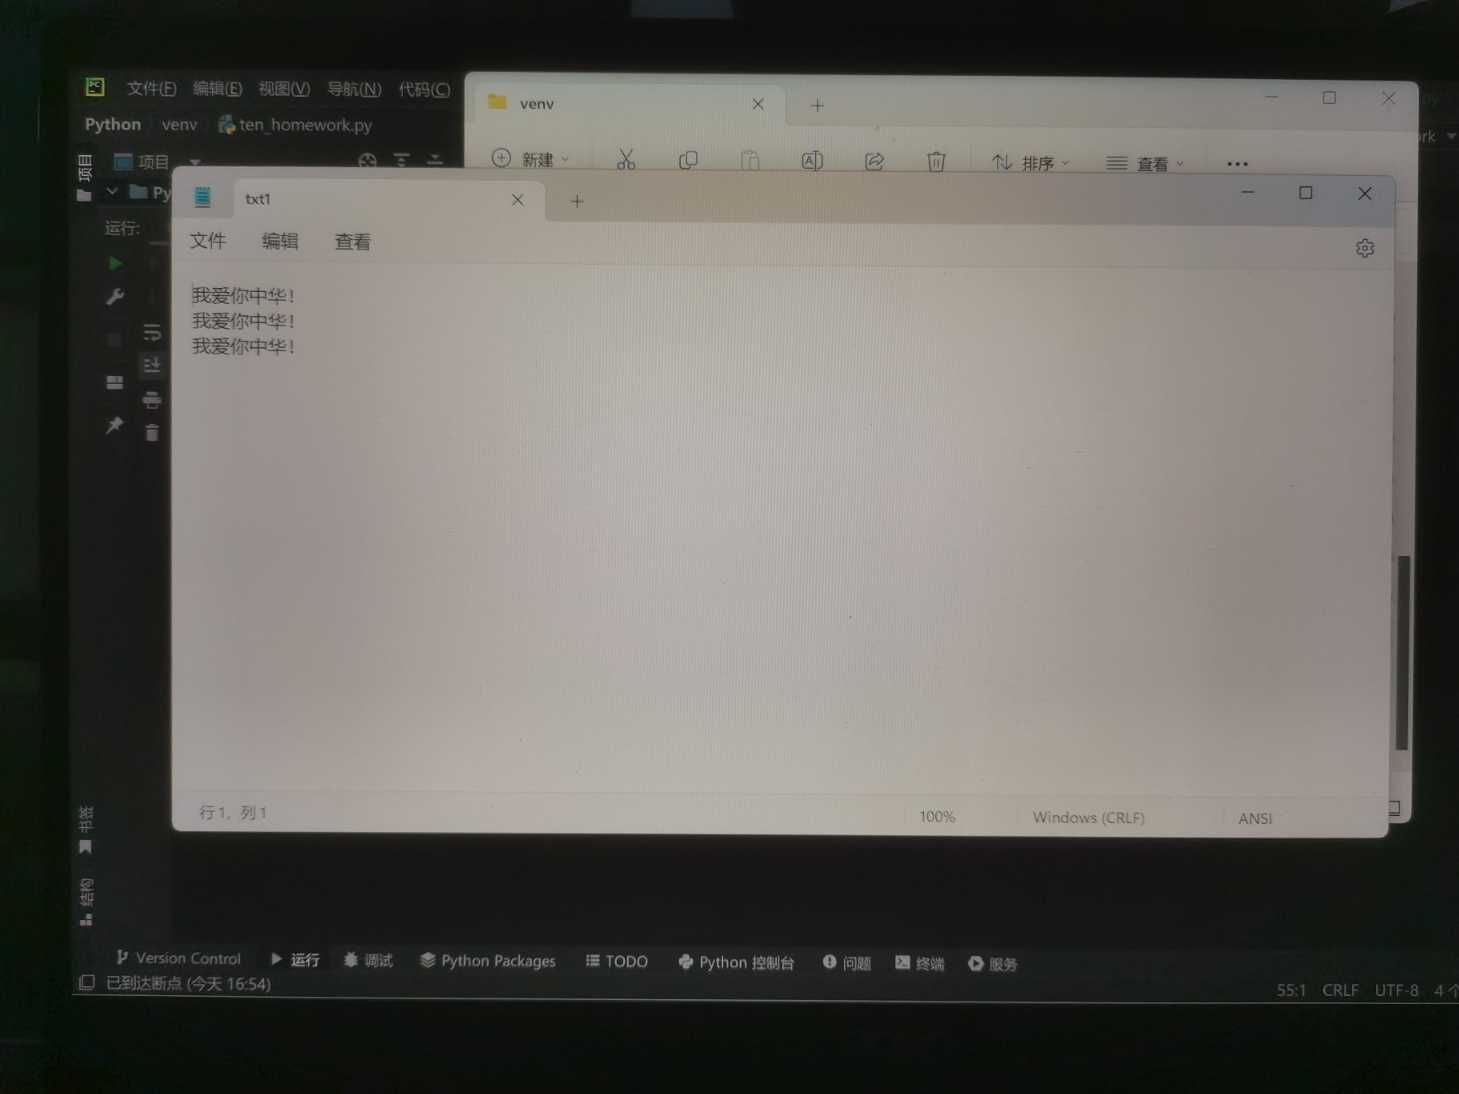 文件(F) 编辑(E) 视图(V) 导航(N) 代码(C)
Python venv ten_homework.py
项目
项目
运行:
venv
新建 排序 查看
txt1
文件 编辑 查看
我爱你中华!
我爱你中华!
我爱你中华!
行 1, 列 1 100% Windows (CRLF) ANSI
书签
结构
Version Control 运行 调试 Python Packages TODO Python 控制台 问题 终端 服务
已到达断点 (今天 16:54) 55:1 CRLF UTF-8 4 个